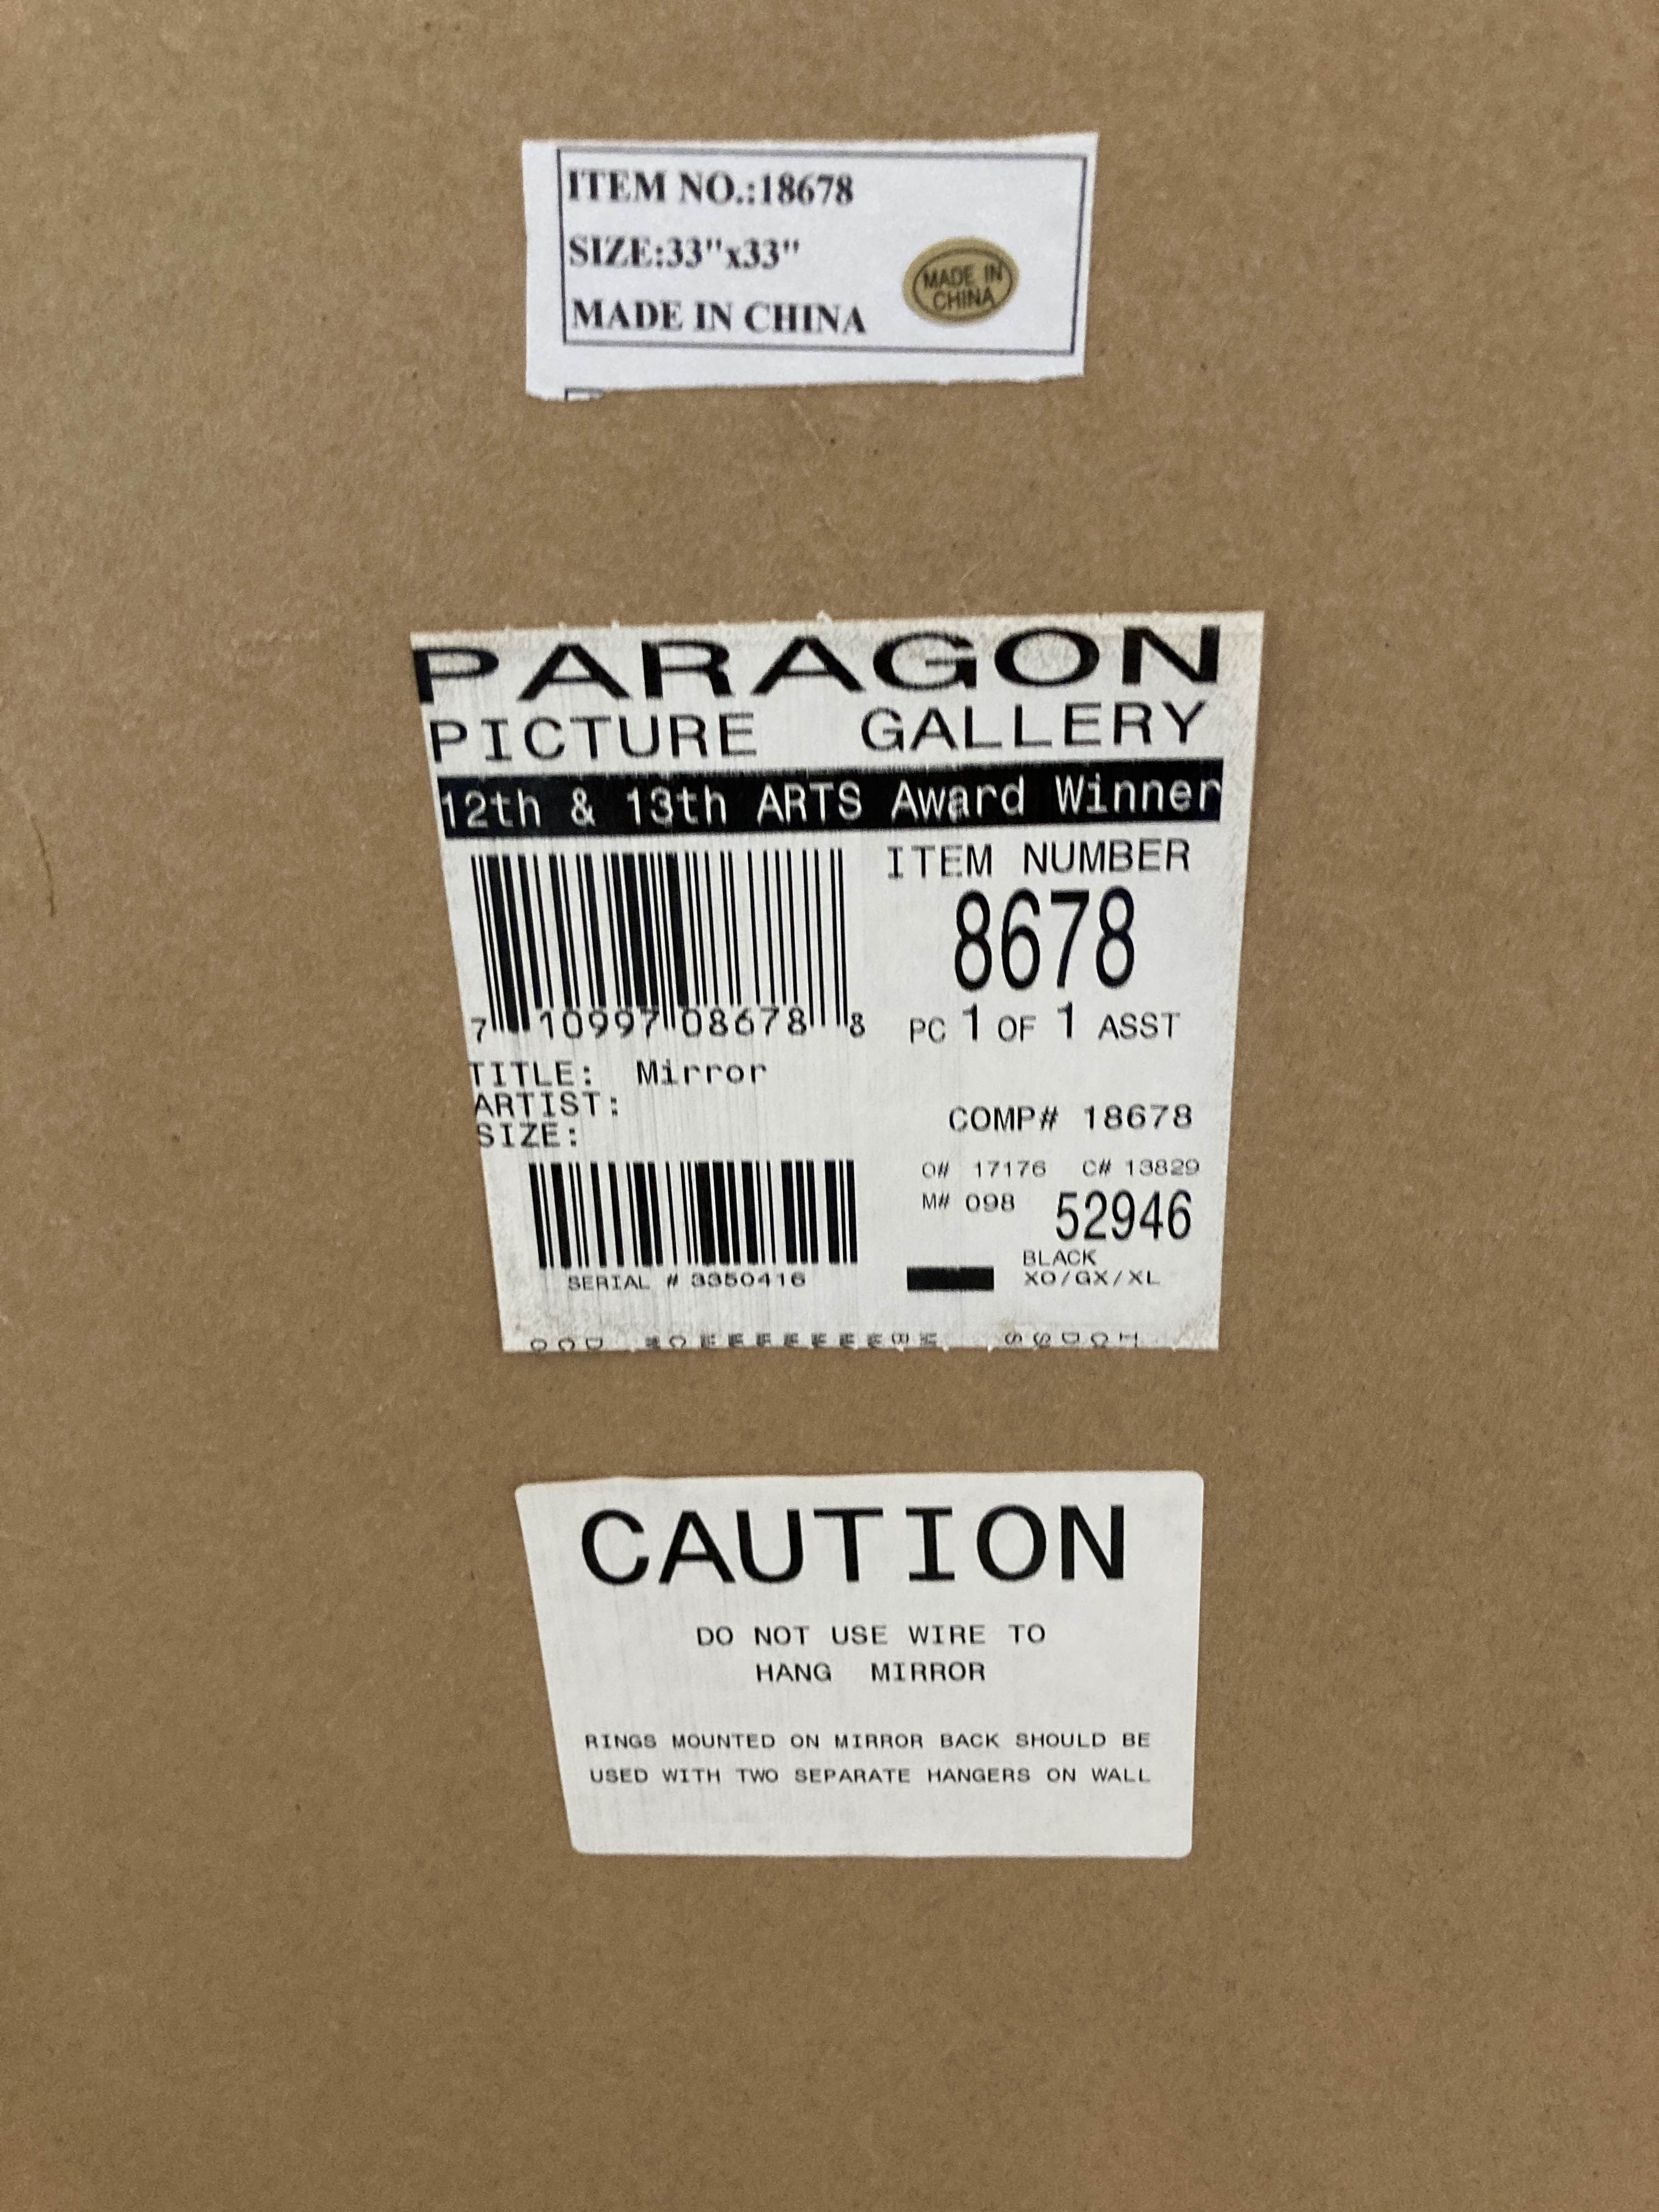 ITEM NO.:18678
SIZE:33"x33"
MADE IN CHINA
MADE IN
CHINA
PARAGON
PICTURE GALLERY
12th & 13th ARTS Award Winner
ITEM NUMBER
8678
7 10997 08678 8
PC 1 OF 1 ASST
TITLE: Mirror
ARTIST:
SIZE:
COMP# 18678
O# 17176 C# 13829
M# 098 52946
BLACK
XO/GX/XL
SERIAL # 3350416
CAUTION
DO NOT USE WIRE TO
HANG MIRROR
RINGS MOUNTED ON MIRROR BACK SHOULD BE
USED WITH TWO SEPARATE HANGERS ON WALL